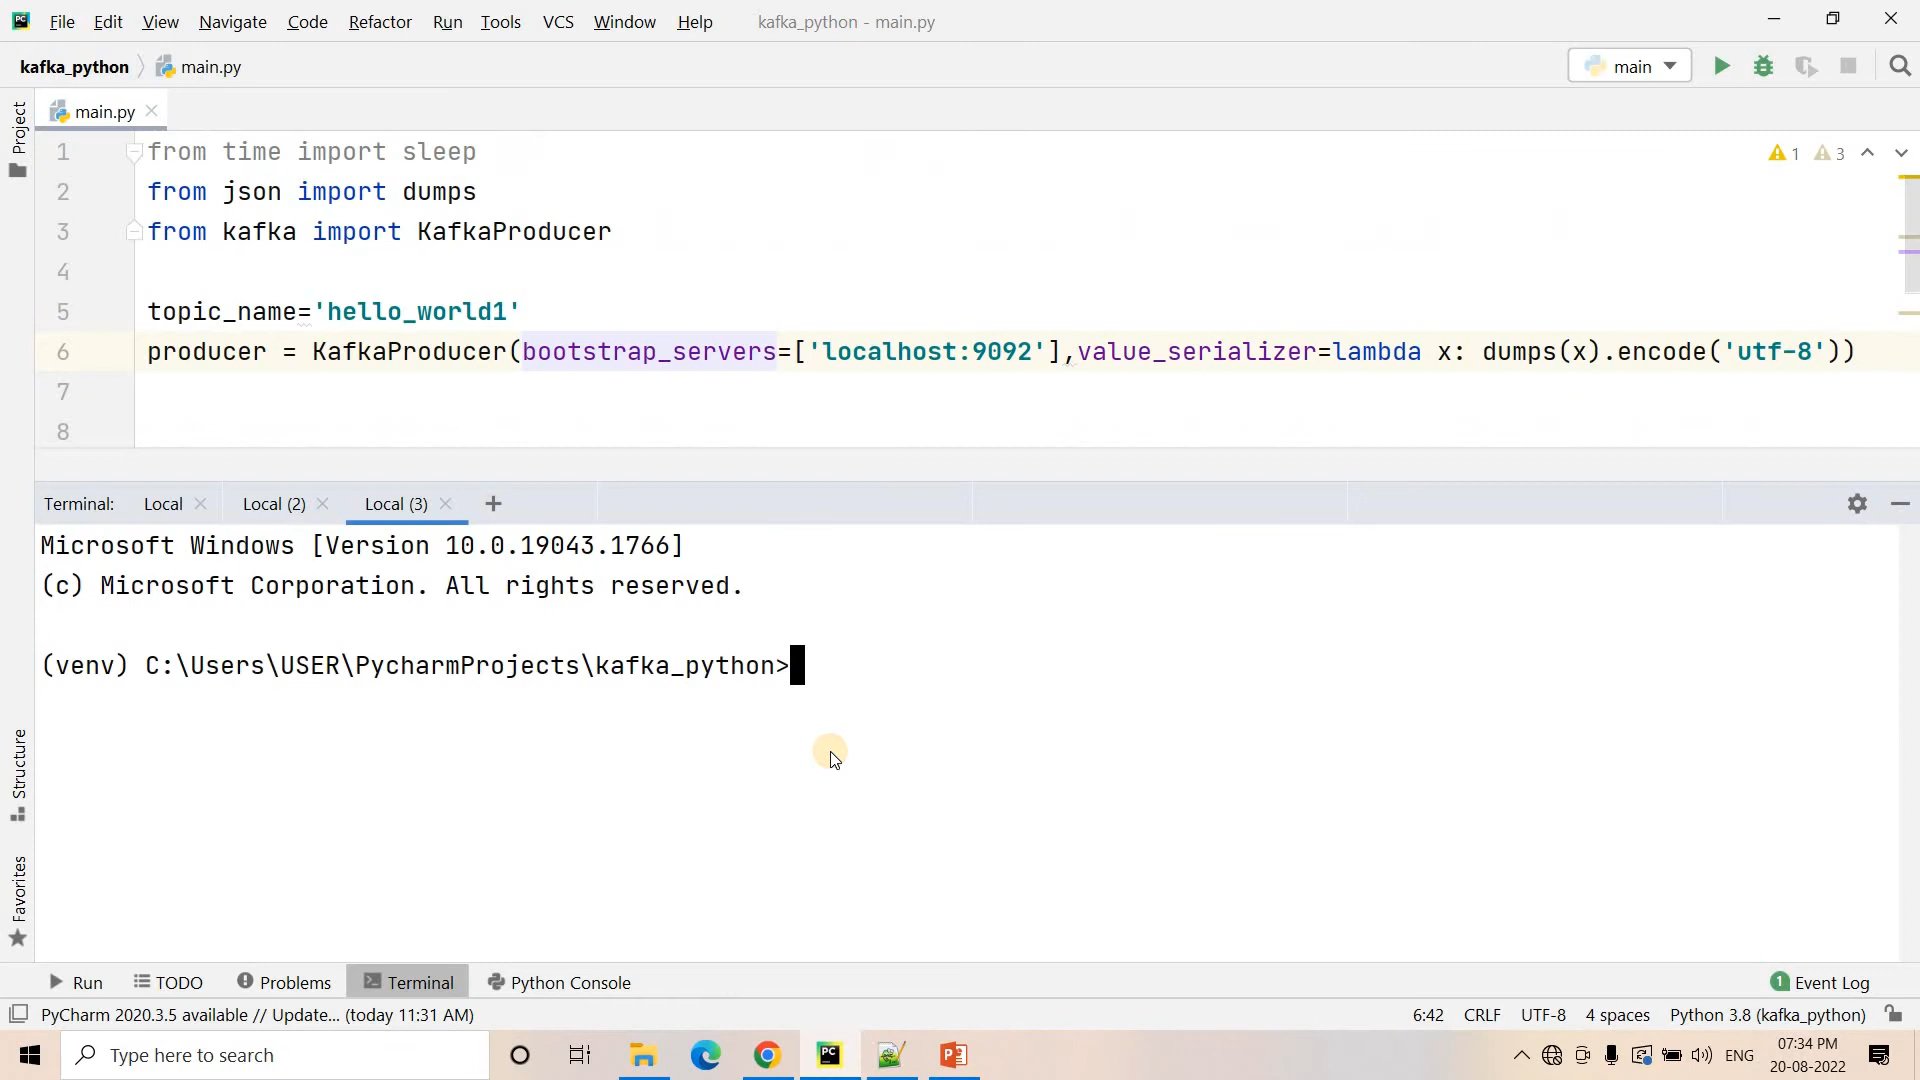 File Edit View Navigate Code Refactor Run Tools VCS Window Help kafka_python - main.py
kafka_python main.py main
Project
main.py
1 from time import sleep
2 from json import dumps
3 from kafka import KafkaProducer
4
5 topic_name='hello_world1'
6 producer = KafkaProducer(bootstrap_servers=['localhost:9092'],value_serializer=lambda x: dumps(x).encode('utf-8'))
7
8
1 3
Terminal: Local Local (2) Local (3)
Microsoft Windows [Version 10.0.19043.1766]
(c) Microsoft Corporation. All rights reserved.
(venv) C:\Users\USER\PycharmProjects\kafka_python>
Structure
Favorites
Run TODO Problems Terminal Python Console 1 Event Log
PyCharm 2020.3.5 available // Update... (today 11:31 AM) 6:42 CRLF UTF-8 4 spaces Python 3.8 (kafka_python)
Type here to search ENG 07:34 PM
20-08-2022